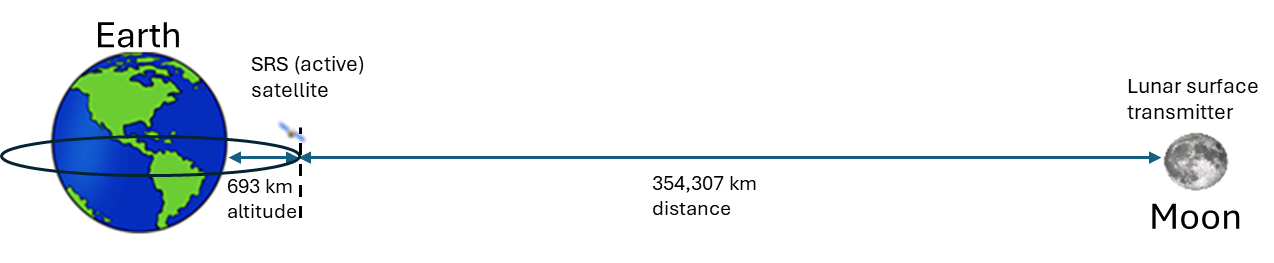 Earth
SRS (active)
satellite
693 km
altitude
354,307 km
distance
Lunar surface
transmitter
Moon